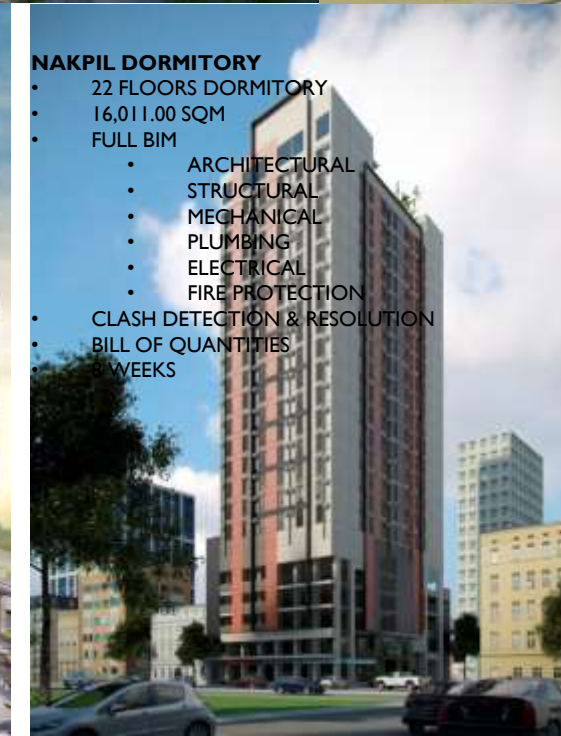 NAKPIL DORMITORY
• 22 FLOORS DORMITORY
• 16,011.00 SQM
• FULL BIM
• ARCHITECTURAL
• STRUCTURAL
• MECHANICAL
• PLUMBING
• ELECTRICAL
• FIRE PROTECTION
• CLASH DETECTION & RESOLUTION
• BILL OF QUANTITIES
• 8 WEEKS